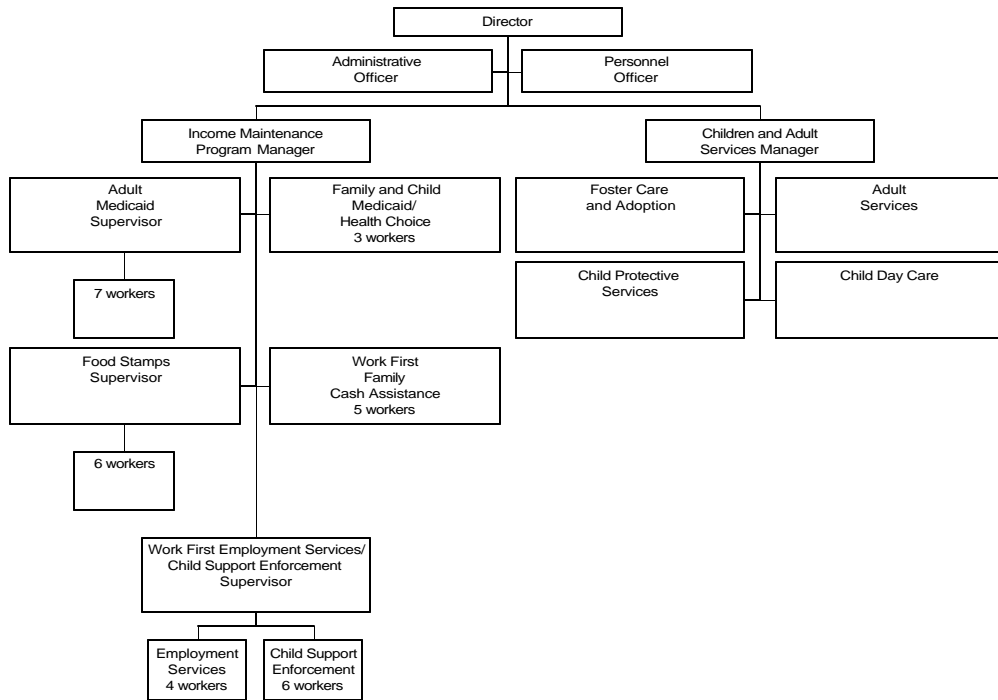 Director
Administrative
Officer
Personnel
Officer
Income Maintenance
Program Manager
Children and Adult
Services Manager
Adult
Medicaid
Supervisor
Family and Child
Medicaid/
Health Choice
3 workers
Foster Care
and Adoption
Adult
Services
7 workers
Child Protective
Services
Child Day Care
Food Stamps
Supervisor
Work First
Family
Cash Assistance
5 workers
6 workers
Work First Employment Services/
Child Support Enforcement
Supervisor
Employment
Services
4 workers
Child Support
Enforcement
6 workers